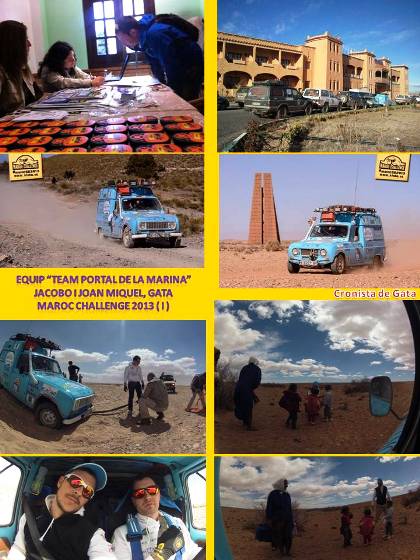 EQUIP "TEAM PORTAL DE LA MARINA"
JACOBO I JOAN MIQUEL, GATA
MAROC CHALLENGE 2013 ( I )
Cronista de Gata